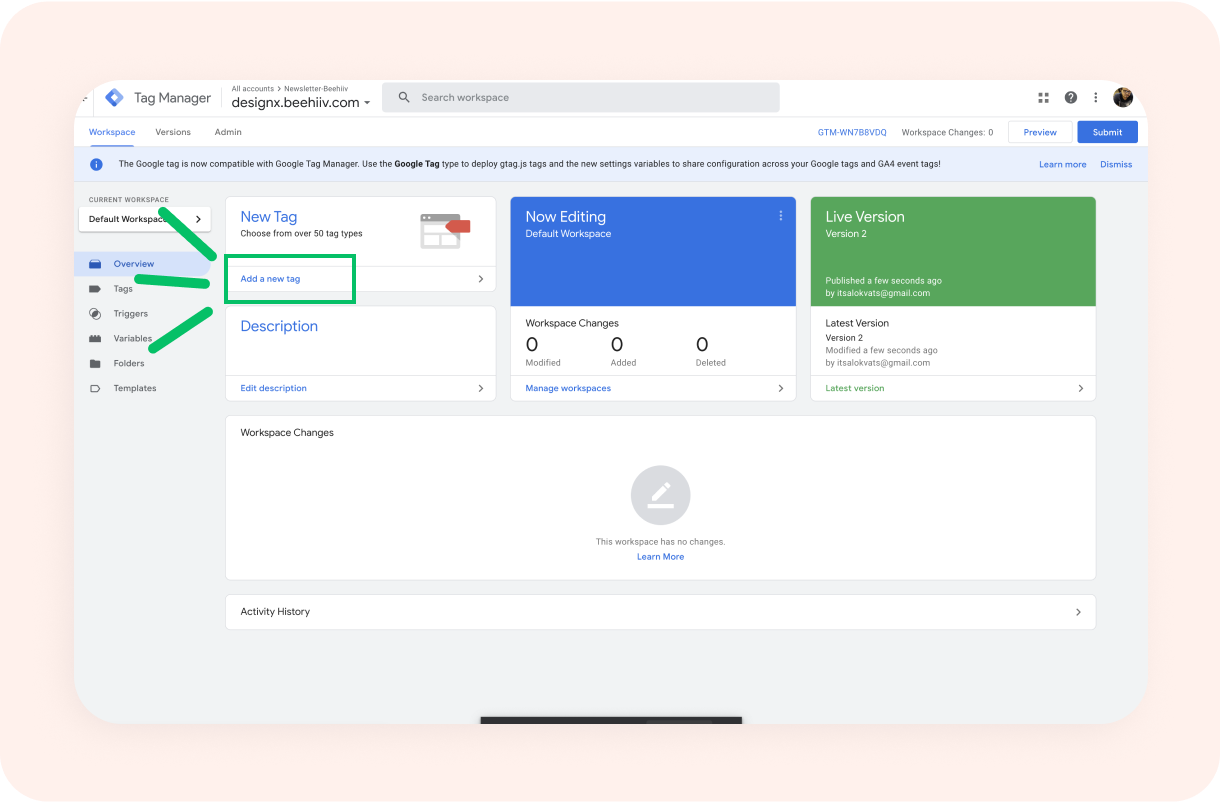 All accounts > Newsletter-Beehiiv
Tag Manager
designx.beehiiv.com
Search workspace
Workspace Versions Admin
GTM-WN7B8VDQ Workspace Changes: 0 Preview Submit
The Google tag is now compatible with Google Tag Manager. Use the Google Tag type to deploy gtag.js tags and the new settings variables to share configuration across your Google tags and GA4 event tags!
Learn more Dismiss
CURRENT WORKSPACE
Default Workspace
Overview
Tags
Triggers
Variables
Folders
Templates
New Tag
Choose from over 50 tag types
Add a new tag
Description
Edit description
Now Editing
Default Workspace
Workspace Changes
0 0 0
Modified Added Deleted
Manage workspaces
Live Version
Version 2
Published a few seconds ago
by itsalokvats@gmail.com
Latest Version
Version 2
Modified a few seconds ago
by itsalokvats@gmail.com
Latest version
Workspace Changes
This workspace has no changes.
Learn More
Activity History